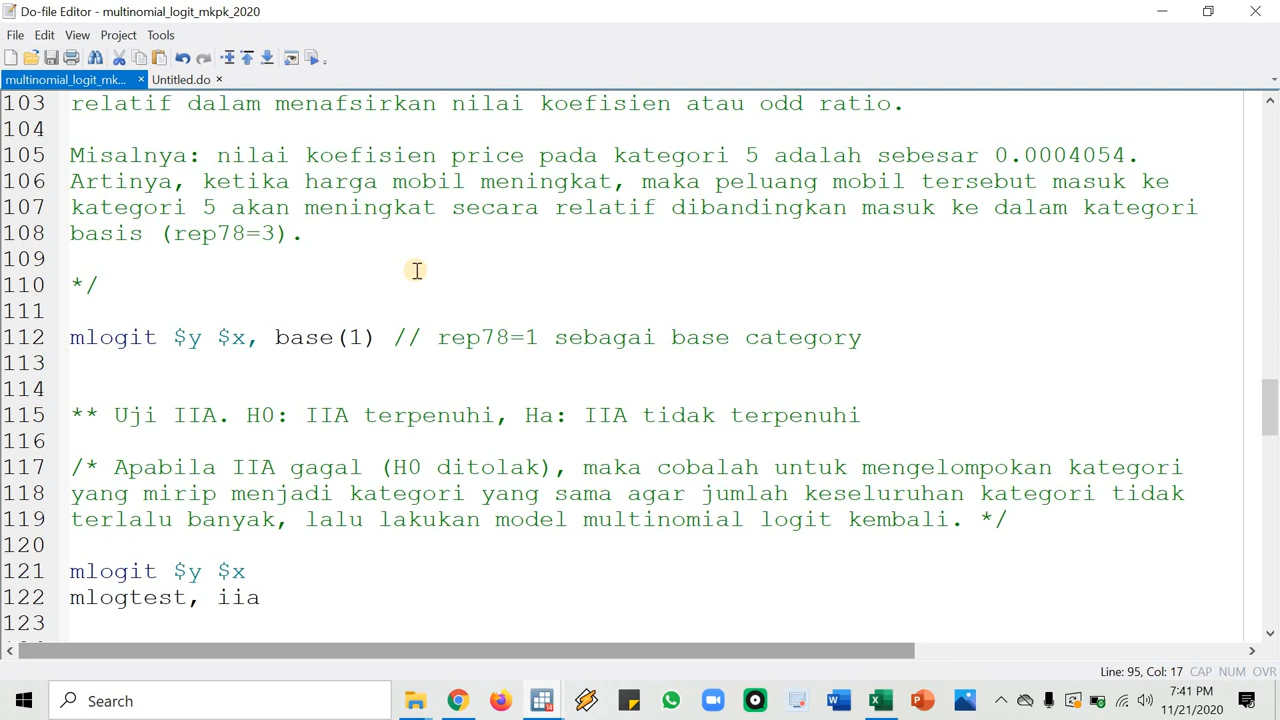 Do-file Editor - multinomial_logit_mkpk_2020
File Edit View Project Tools
multinomial_logit_mk... × Untitled.do ×
103 relatif dalam menafsirkan nilai koefisien atau odd ratio.
104
105 Misalnya: nilai koefisien price pada kategori 5 adalah sebesar 0.0004054.
106 Artinya, ketika harga mobil meningkat, maka peluang mobil tersebut masuk ke
107 kategori 5 akan meningkat secara relatif dibandingkan masuk ke dalam kategori
108 basis (rep78=3).
109
110 */
111
112 mlogit $y $x, base(1) // rep78=1 sebagai base category
113
114
115 ** Uji IIA. H0: IIA terpenuhi, Ha: IIA tidak terpenuhi
116
117 /* Apabila IIA gagal (H0 ditolak), maka cobalah untuk mengelompokan kategori
118 yang mirip menjadi kategori yang sama agar jumlah keseluruhan kategori tidak
119 terlalu banyak, lalu lakukan model multinomial logit kembali. */
120
121 mlogit $y $x
122 mlogtest, iia
123
Line: 95, Col: 17 CAP NUM OVR
Search
7:41 PM
11/21/2020